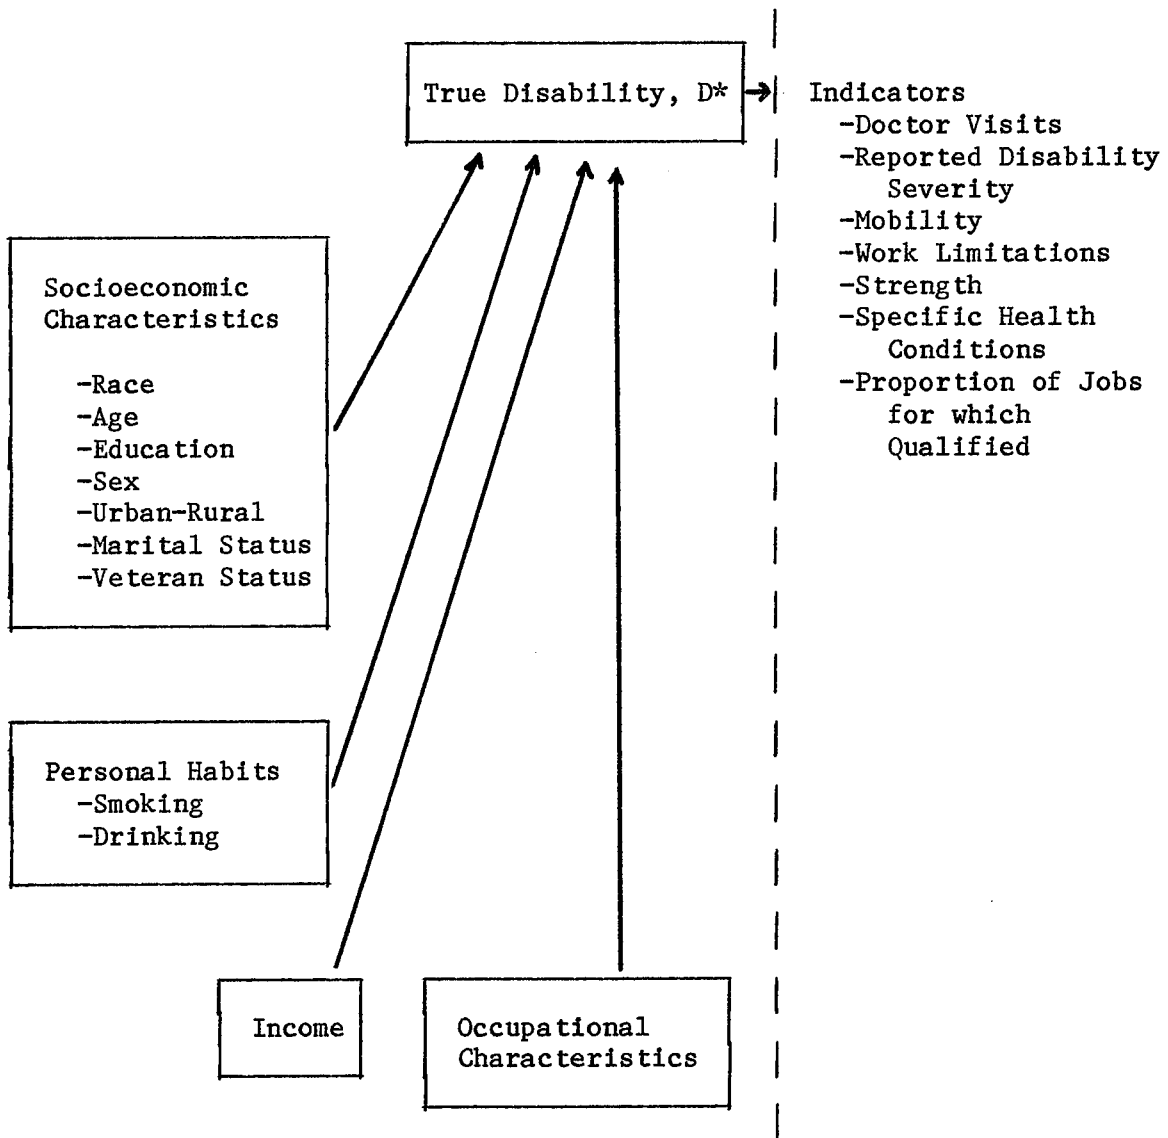 True Disability, D*
Indicators
-Doctor Visits
-Reported Disability
Severity
-Mobility
-Work Limitations
-Strength
-Specific Health
Conditions
-Proportion of Jobs
for which
Qualified
Socioeconomic
Characteristics
-Race
-Age
-Education
-Sex
-Urban-Rural
-Marital Status
-Veteran Status
Personal Habits
-Smoking
-Drinking
Income
Occupational
Characteristics